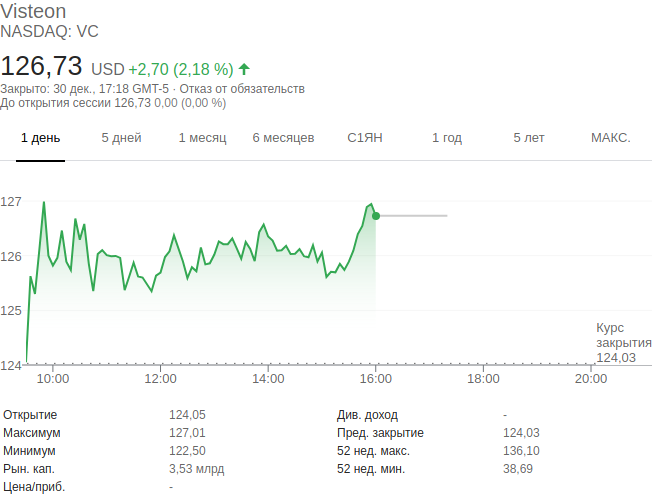 Visteon
NASDAQ: VC
126,73 USD +2,70 (2,18 %)
Закрыто: 30 дек., 17:18 GMT-5 · Отказ от обязательств
До открытия сессии 126,73 0,00 (0,00 %)
1 день 5 дней 1 месяц 6 месяцев С1ЯН 1 год 5 лет МАКС.
127
126
125
124
Курс
закрытия
124,03
10:00 12:00 14:00 16:00 18:00 20:00
Открытие 124,05 Див. доход -
Максимум 127,01 Пред. закрытие 124,03
Минимум 122,50 52 нед. макс. 136,10
Рын. кап. 3,53 млрд 52 нед. мин. 38,69
Цена/приб. -